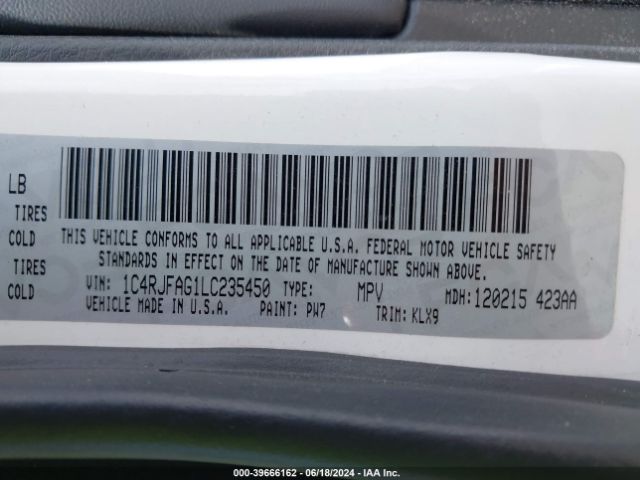 LB
TIRES
COLD
TIRES
COLD
THIS VEHICLE CONFORMS TO ALL APPLICABLE U.S.A. FEDERAL MOTOR VEHICLE SAFETY
STANDARDS IN EFFECT ON THE DATE OF MANUFACTURE SHOWN ABOVE.
VIN: 1C4RJFAG1LC235450 TYPE: MPV MDH: 120215 423AA
VEHICLE MADE IN U.S.A. PAINT: PW7 TRIM: KLX9
000-39666162 - 06/18/2024 - IAA Inc.